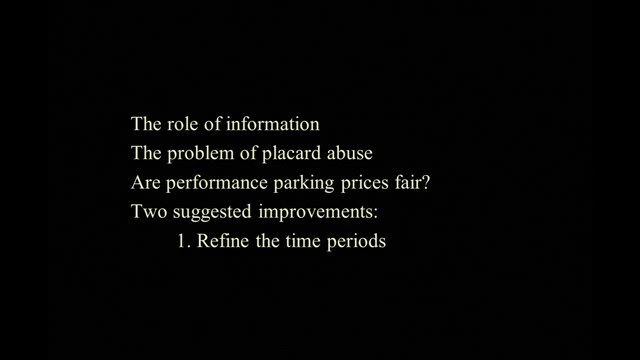 The role of information
The problem of placard abuse
Are performance parking prices fair?
Two suggested improvements:
1. Refine the time periods